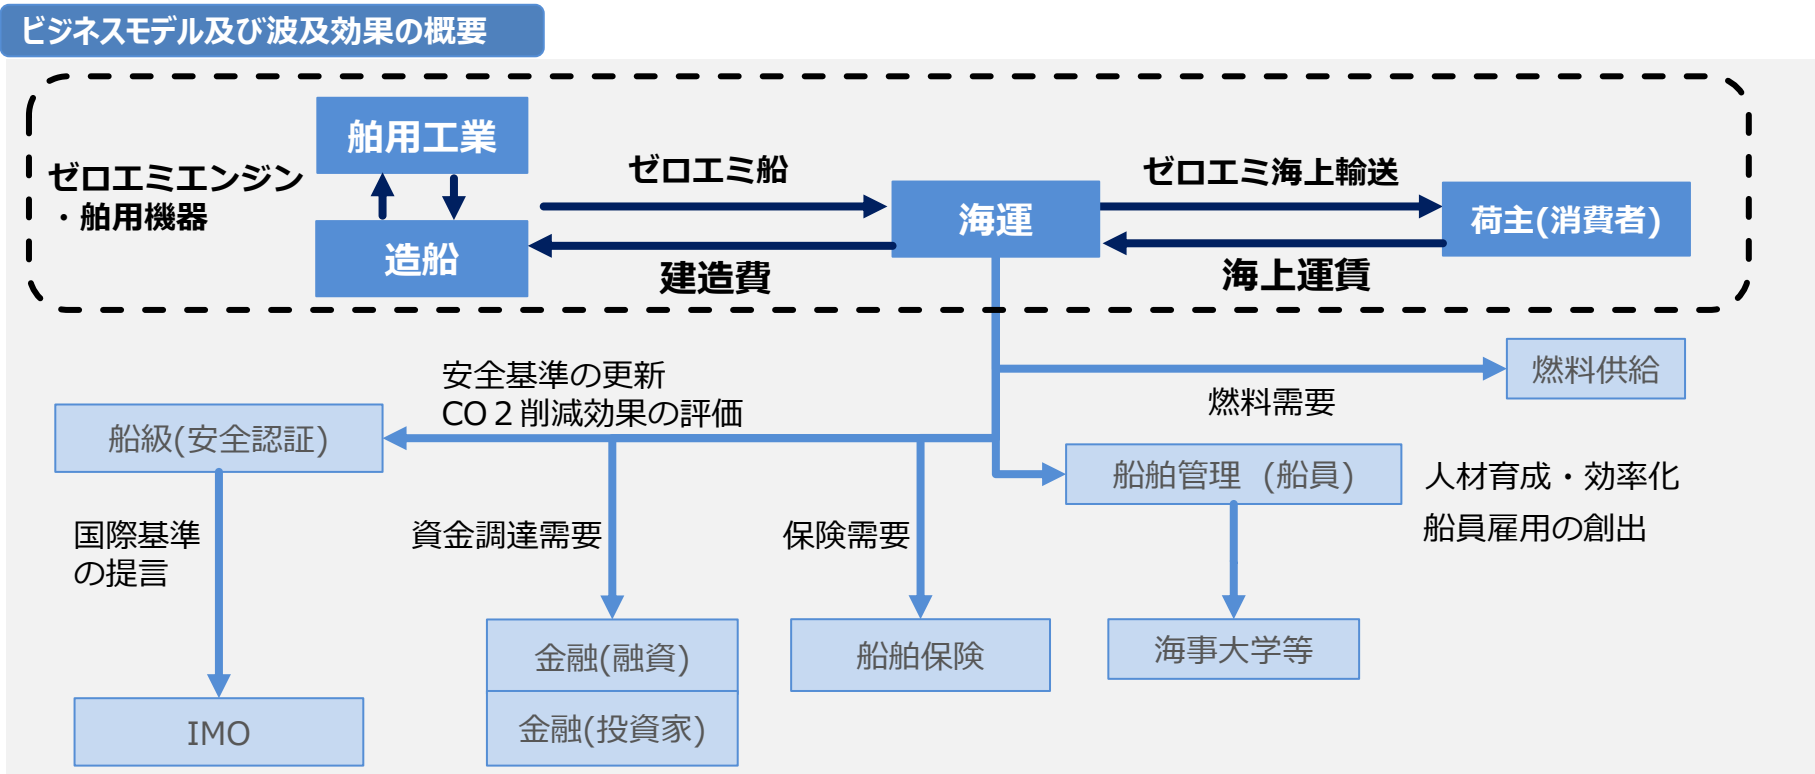 ビジネスモデル及び波及効果の概要
舶用工業
ゼロエミエンジン
・舶用機器
造船
ゼロエミ船
建造費
海運
ゼロエミ海上輸送
海上運賃
荷主(消費者)
安全基準の更新
CO２削減効果の評価
燃料供給
燃料需要
船級(安全認証)
船舶管理 (船員)
人材育成・効率化
船員雇用の創出
国際基準
の提言
資金調達需要
保険需要
金融(融資)
船舶保険
海事大学等
IMO
金融(投資家)